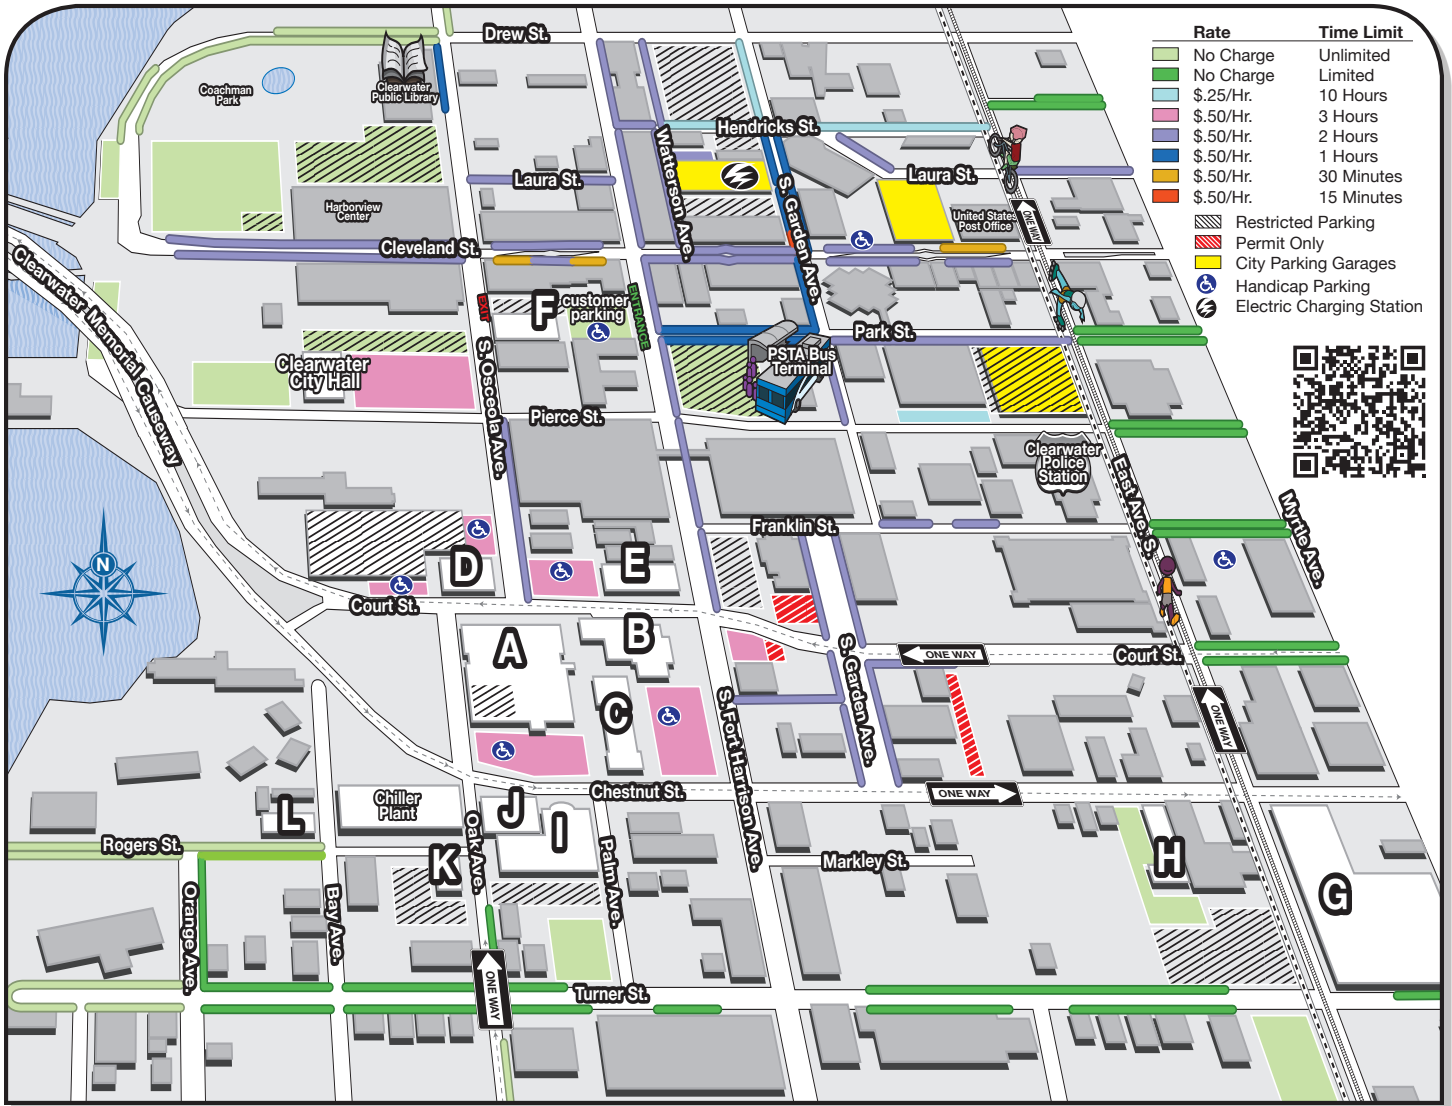 Drew St.
Rate Time Limit
No Charge Unlimited
No Charge Limited
$.25/Hr. 10 Hours
$.50/Hr. 3 Hours
$.50/Hr. 2 Hours
$.50/Hr. 1 Hours
$.50/Hr. 30 Minutes
$.50/Hr. 15 Minutes
Restricted Parking
Permit Only
City Parking Garages
Handicap Parking
Electric Charging Station
Coachman
Park
Clearwater
Public Library
Hendricks St.
Watterson Ave.
Laura St.
S. Garden Ave.
Laura St.
Harborview
Center
United States
Post Office
ONE WAY
Cleveland St.
Clearwater Memorial Causeway
EXIT
F
customer
parking
ENTRANCE
Park St.
PSTA Bus
Terminal
Clearwater
City Hall
S. Osceola Ave.
Pierce St.
Clearwater
Police
Station
East Ave. S.
Myrtle Ave.
Franklin St.
N
D
E
Court St.
A
B
C
S. Garden Ave.
ONE WAY
Court St.
S. Fort Harrison Ave.
ONE WAY
Chestnut St.
ONE WAY
L
Chiller
Plant
J
I
Oak Ave.
Palm Ave.
Rogers St.
K
Markley St.
H
G
Orange Ave.
Bay Ave.
ONE WAY
Turner St.